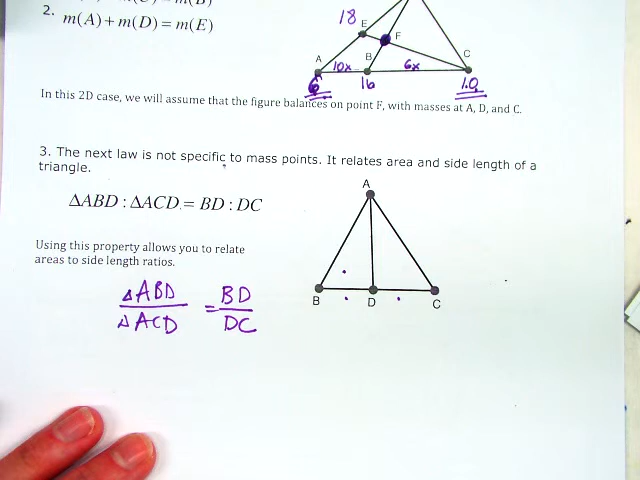 2.
m(A) + m(D) = m(E)
18
E
F
A
B
C
10x
6x
6
16
10
In this 2D case, we will assume that the figure balances on point F, with masses at A, D, and C.
3. The next law is not specific to mass points. It relates area and side length of a
triangle.
A
ΔABD : ΔACD = BD : DC
Using this property allows you to relate
areas to side length ratios.
B
D
C
ΔABD / ΔACD = BD / DC